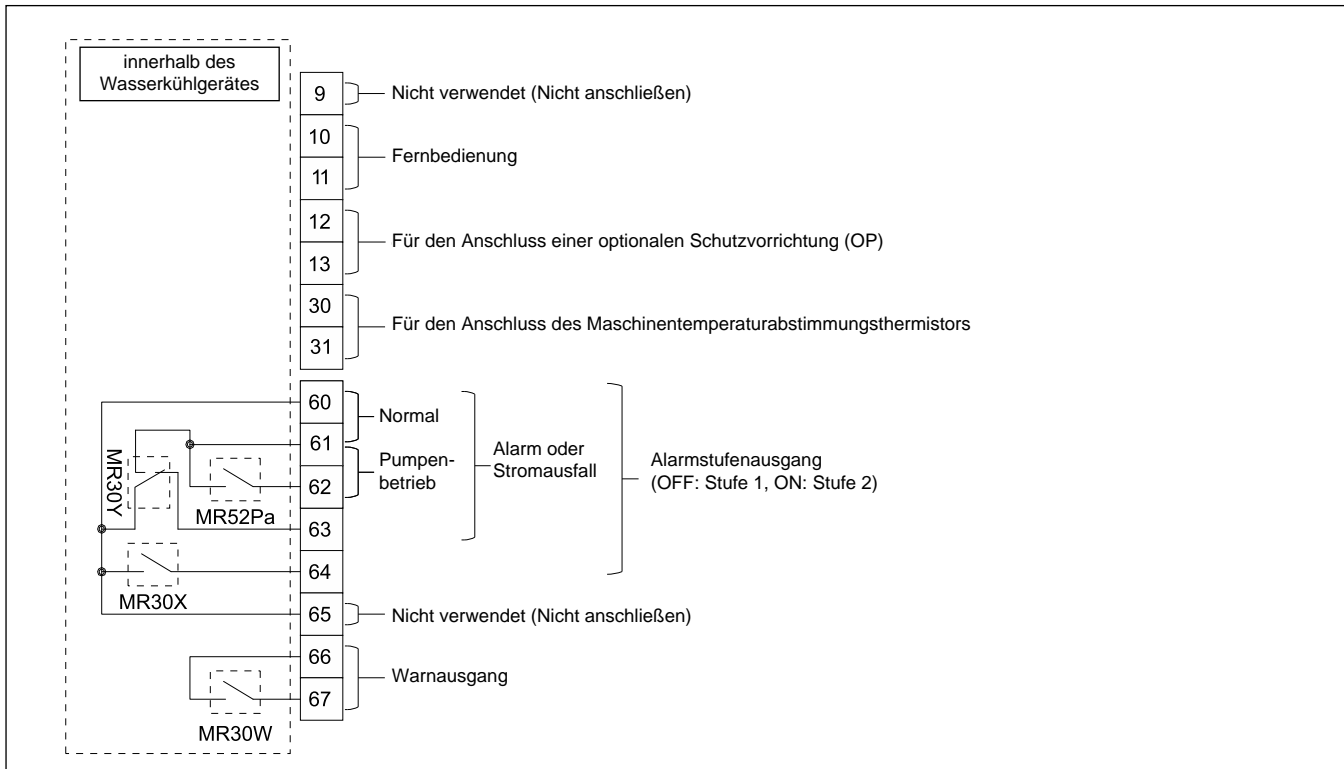 innerhalb des
Wasserkühlgerätes
9
Nicht verwendet (Nicht anschließen)
10
11
Fernbedienung
12
13
Für den Anschluss einer optionalen Schutzvorrichtung (OP)
30
31
Für den Anschluss des Maschinentemperaturabstimmungsthermistors
60
61
Normal
62
Pumpen-
betrieb
63
Alarm oder
Stromausfall
64
Alarmstufenausgang
(OFF: Stufe 1, ON: Stufe 2)
MR30Y
MR52Pa
MR30X
65
Nicht verwendet (Nicht anschließen)
66
67
Warnausgang
MR30W